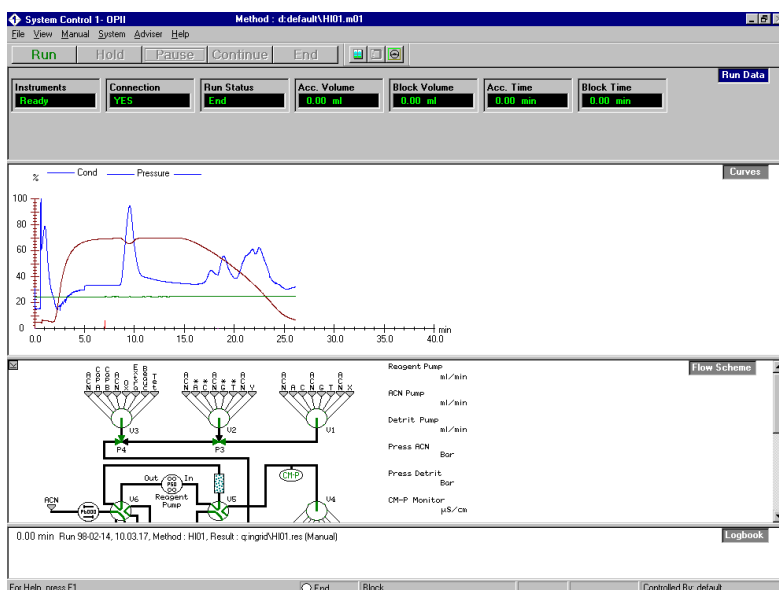 System Control 1- OPII Method : d:default\HI01.m01
File View Manual System Adviser Help
Run Hold Pause Continue End
Run Data
Instruments Connection Run Status Acc. Volume Block Volume Acc. Time Block Time
Ready YES End 0.00 ml 0.00 ml 0.00 min 0.00 min
Curves
% Cond Pressure
100
80
60
40
20
0
0.0 5.0 10.0 15.0 20.0 25.0 30.0 35.0 40.0 min
Flow Scheme
Reagent Pump
ml/min
ACN Pump
ml/min
Detrit Pump
ml/min
Press ACN
Bar
Press Detrit
Bar
CM-P Monitor
µS/cm
V3 V2 V1
P4 P3
Out In CM-P
P50
V6 Reagent Pump V5 V4
ACN
P6000
Logbook
0.00 min Run 98-02-14, 10.03.17, Method : HI01, Result : q:ingrid\HI01.res (Manual)
For Help, press F1 End Block Controlled By: default